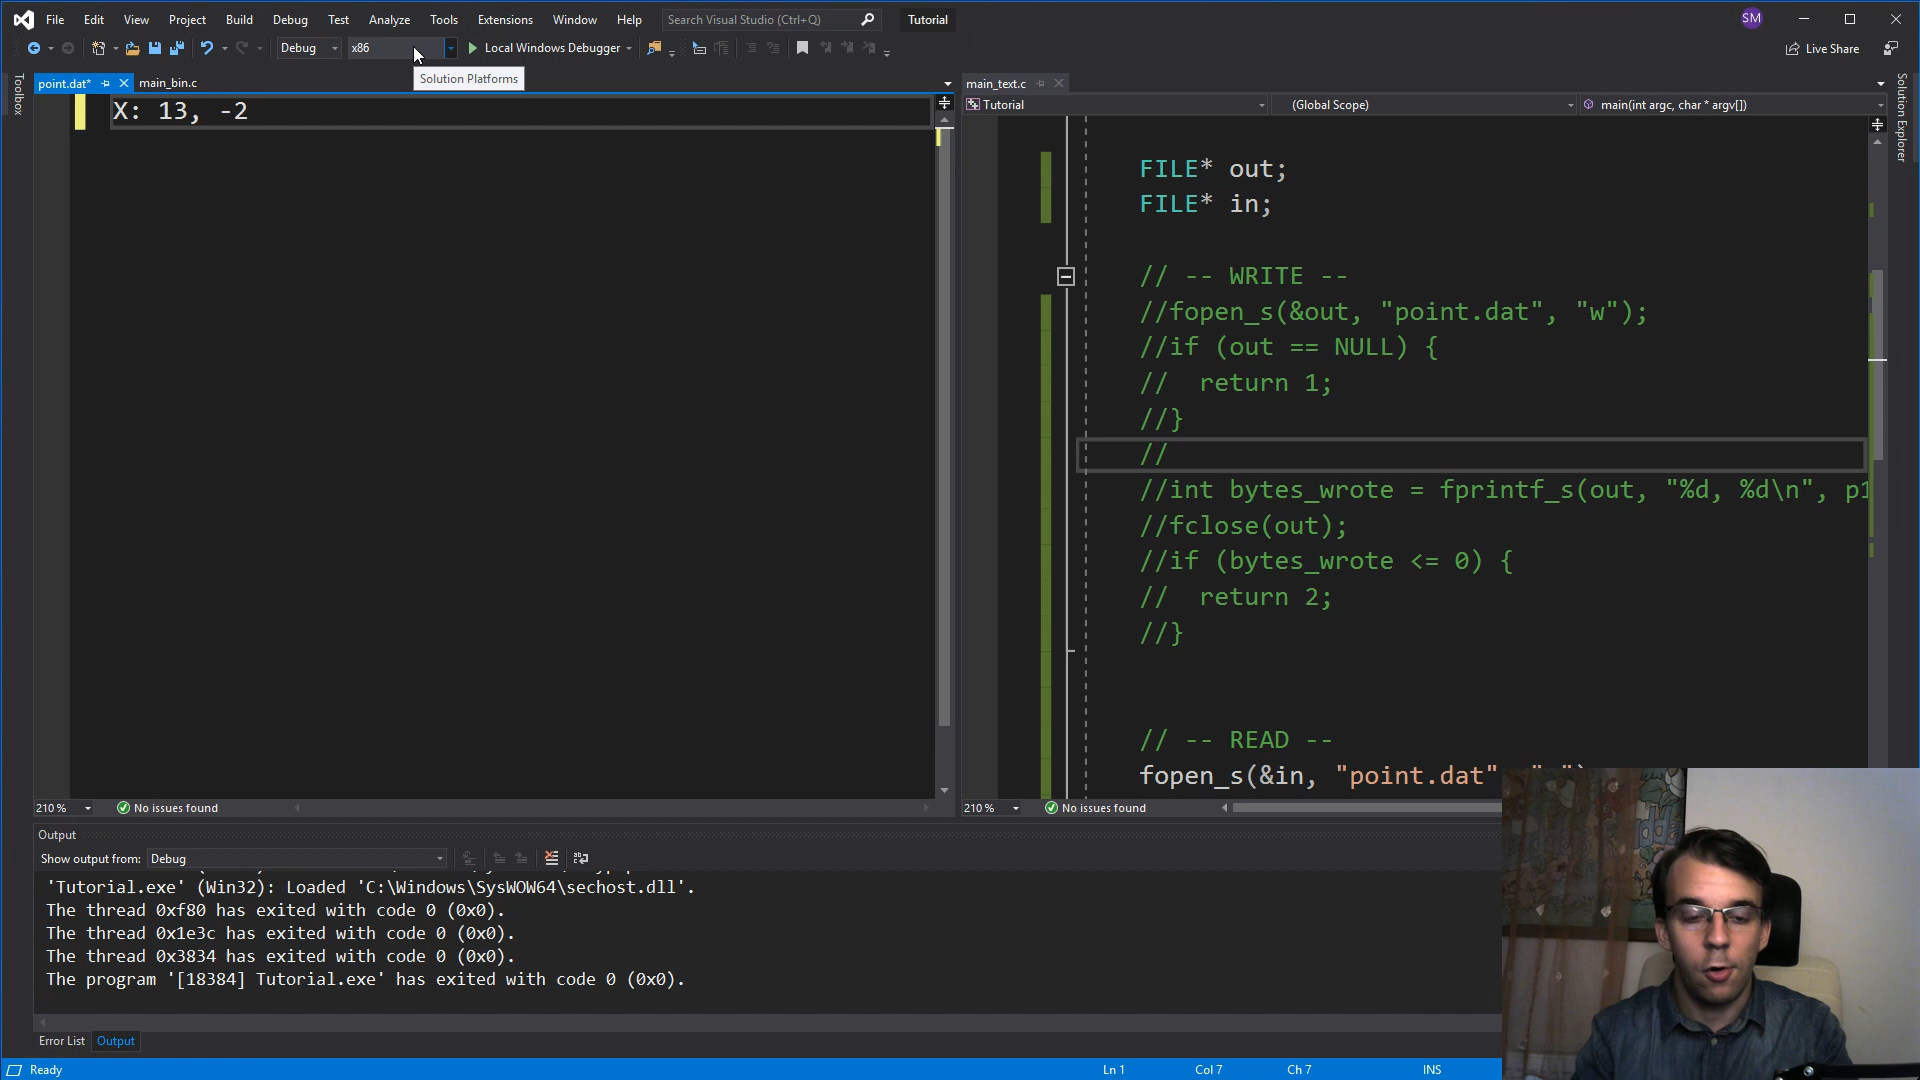 File Edit View Project Build Debug Test Analyze Tools Extensions Window Help Search Visual Studio (Ctrl+Q) Tutorial SM
Debug x86 Local Windows Debugger Live Share
Solution Platforms
Toolbox
point.dat* main_bin.c
X: 13, -2
210 % No issues found
main_text.c
Tutorial (Global Scope) main(int argc, char * argv[])
Solution Explorer
FILE* out;
FILE* in;
// -- WRITE --
//fopen_s(&out, "point.dat", "w");
//if (out == NULL) {
// return 1;
//}
//
//int bytes_wrote = fprintf_s(out, "%d, %d\n", p1
//fclose(out);
//if (bytes_wrote <= 0) {
// return 2;
//}
// -- READ --
fopen_s(&in, "point.dat"
210 % No issues found
Output
Show output from: Debug
'Tutorial.exe' (Win32): Loaded 'C:\Windows\SysWOW64\sechost.dll'.
The thread 0xf80 has exited with code 0 (0x0).
The thread 0x1e3c has exited with code 0 (0x0).
The thread 0x3834 has exited with code 0 (0x0).
The program '[18384] Tutorial.exe' has exited with code 0 (0x0).
Error List Output
Ready Ln 1 Col 7 Ch 7 INS